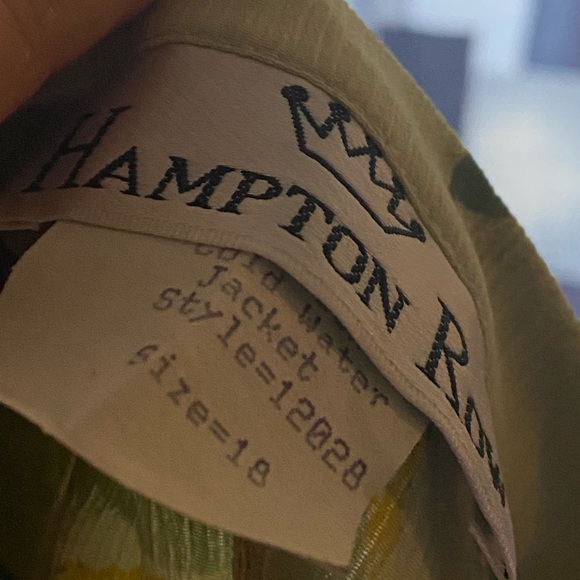 HAMPTON
Cold Water
Jacket
style=12028
size=18